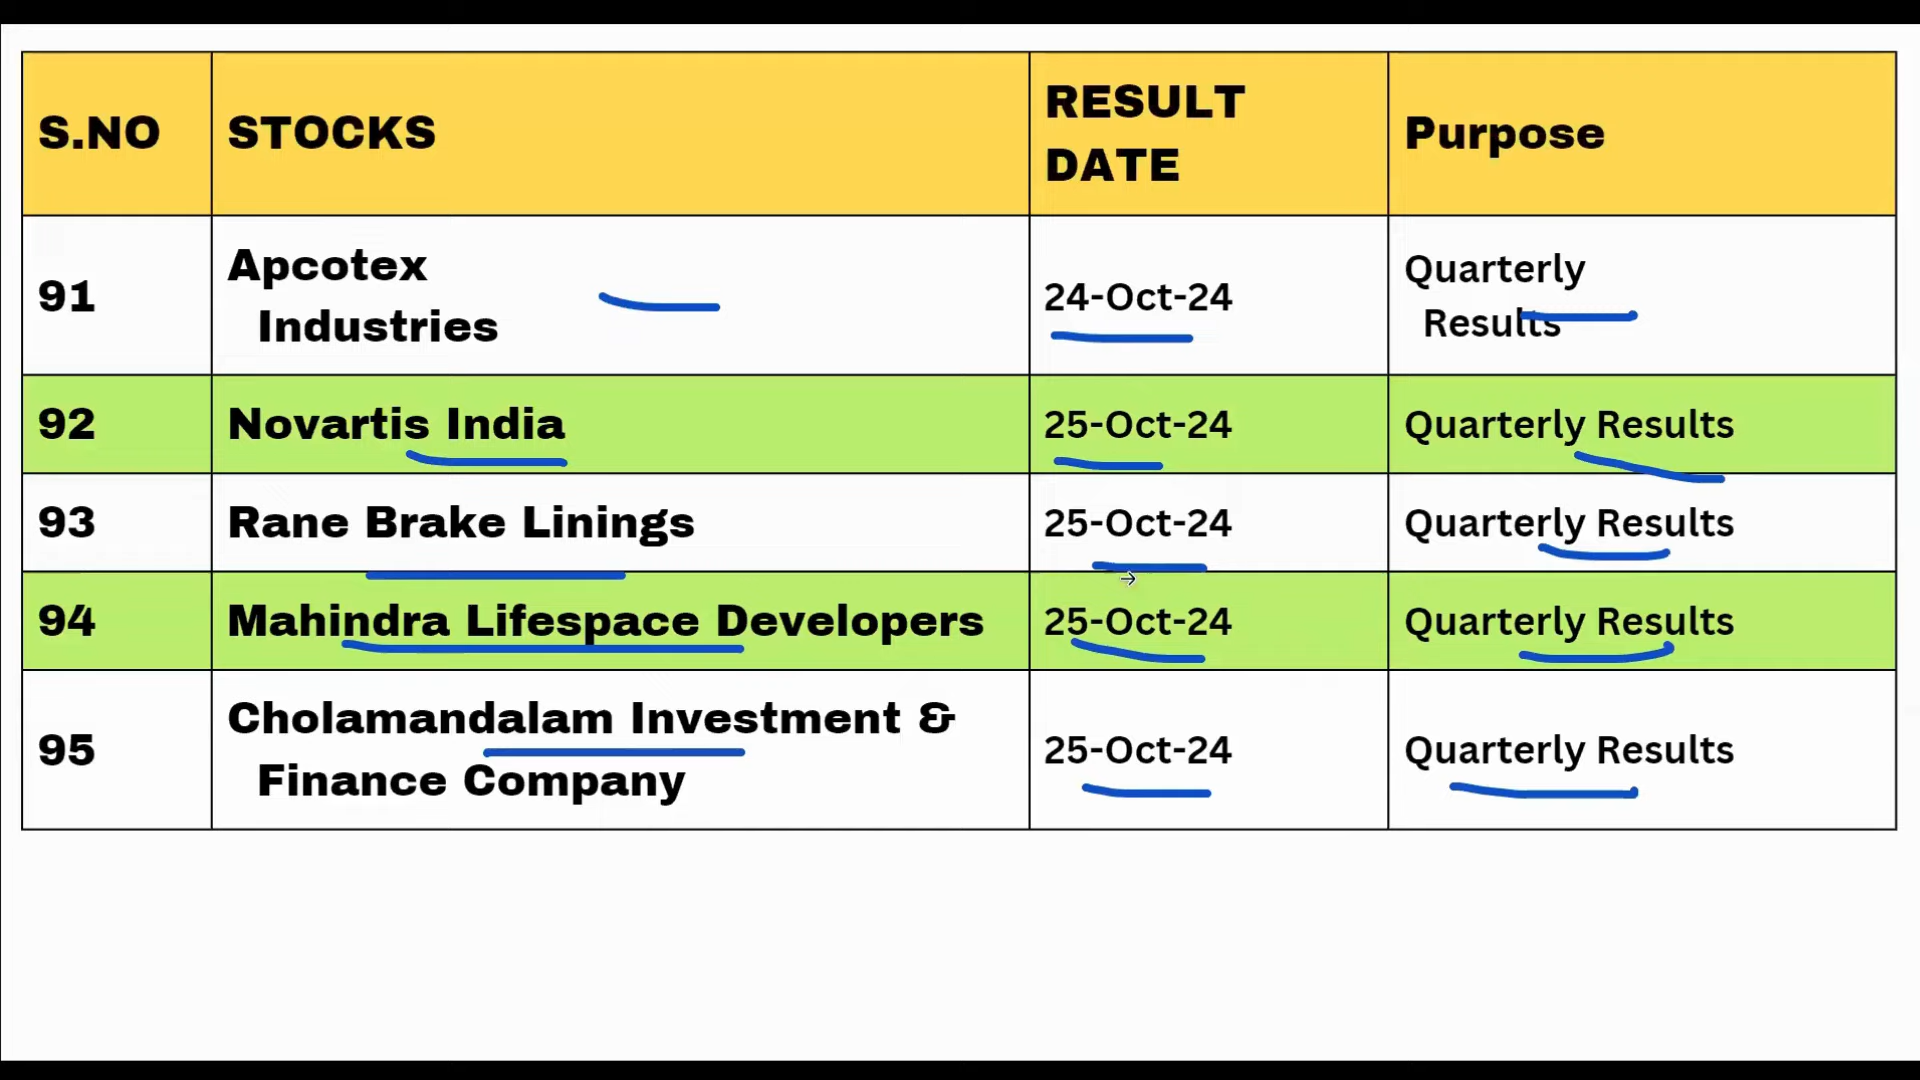 S.NO STOCKS RESULT DATE Purpose
91 Apcotex Industries 24-Oct-24 Quarterly Results
92 Novartis India 25-Oct-24 Quarterly Results
93 Rane Brake Linings 25-Oct-24 Quarterly Results
94 Mahindra Lifespace Developers 25-Oct-24 Quarterly Results
95 Cholamandalam Investment & Finance Company 25-Oct-24 Quarterly Results